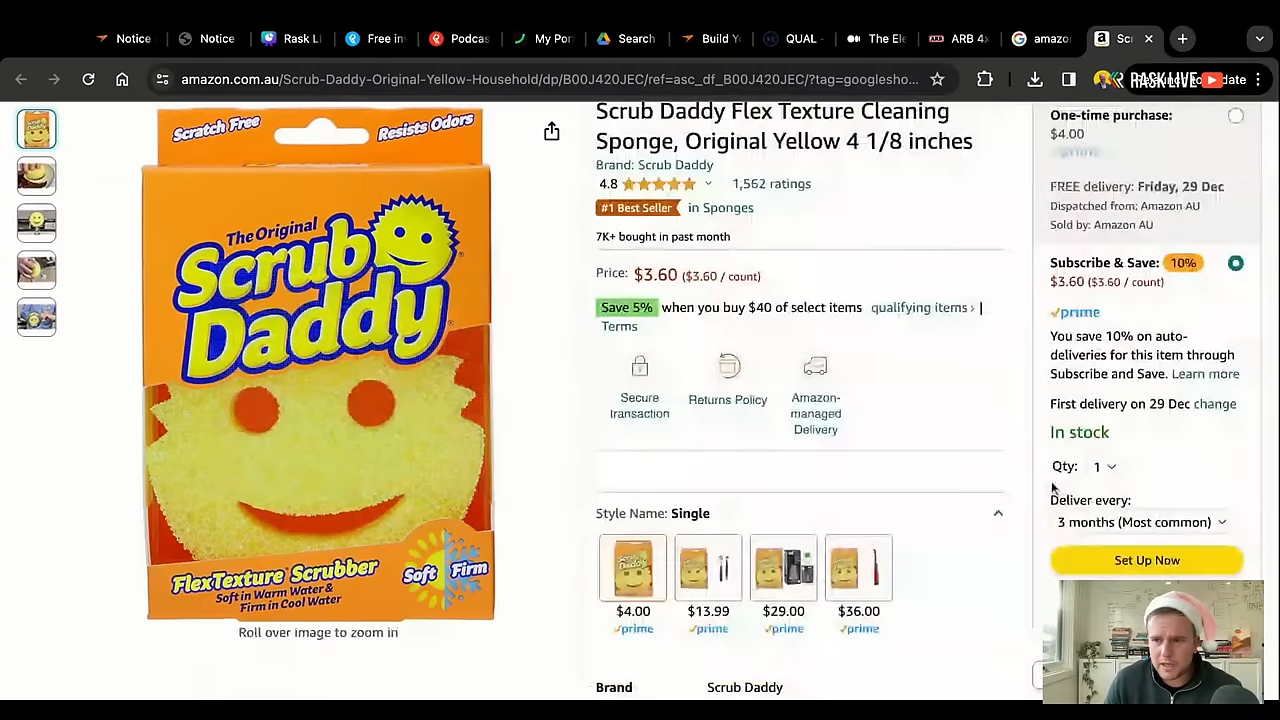 Notice
Notice
Rask Li
Free in
Podcas
My Por
Search
Build Y
QUAL -
The Ele
ARB 4x
amazo
Sc
amazon.com.au/Scrub-Daddy-Original-Yellow-Household/dp/B00J420JEC/ref=asc_df_B00J420JEC/?tag=googlesho...
RASK LIVE
date
Scratch Free
Resists Odors
The Original
Scrub
Daddy
FlexTexture Scrubber
Soft in Warm Water &
Firm in Cool Water
Soft Firm
Roll over image to zoom in
Scrub Daddy Flex Texture Cleaning
Sponge, Original Yellow 4 1/8 inches
Brand: Scrub Daddy
4.8 1,562 ratings
#1 Best Seller in Sponges
7K+ bought in past month
Price: $3.60 ($3.60 / count)
Save 5% when you buy $40 of select items qualifying items › |
Terms
Secure
transaction
Returns Policy
Amazon-
managed
Delivery
Style Name: Single
$4.00
prime
$13.99
prime
$29.00
prime
$36.00
prime
Brand Scrub Daddy
One-time purchase:
$4.00
prime
FREE delivery: Friday, 29 Dec
Dispatched from: Amazon AU
Sold by: Amazon AU
Subscribe & Save: 10%
$3.60 ($3.60 / count)
prime
You save 10% on auto-
deliveries for this item through
Subscribe and Save. Learn more
First delivery on 29 Dec change
In stock
Qty: 1
Deliver every:
3 months (Most common)
Set Up Now